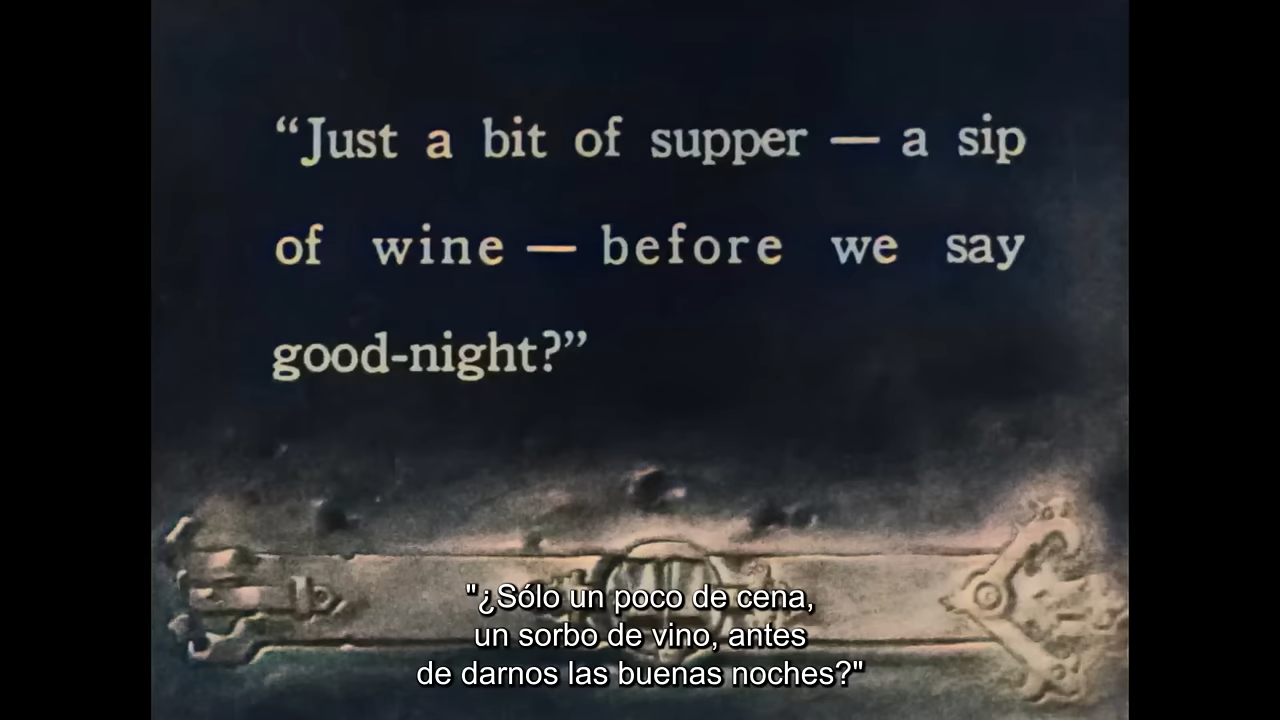 “Just a bit of supper — a sip
of wine — before we say
good-night?”
"¿Sólo un poco de cena,
un sorbo de vino, antes
de darnos las buenas noches?"